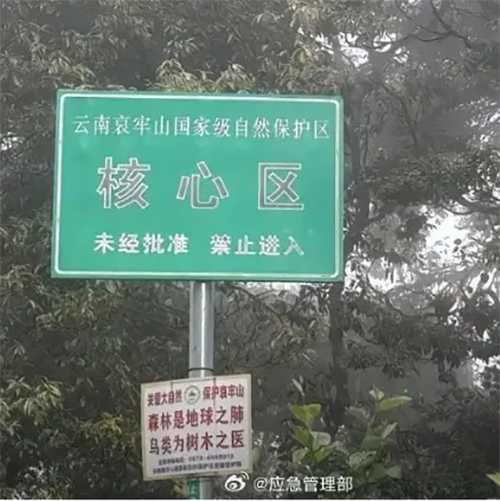 云南哀牢山国家级自然保护区
核心区
未经批准 禁止进入
关爱大自然 保护哀牢山
森林是地球之肺
鸟类为树木之医
@应急管理部